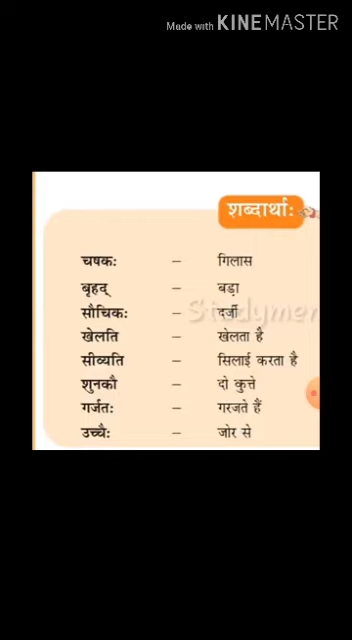 Made with KINEMASTER
शब्दार्थाः
चषकः – गिलास
बृहद् – बड़ा
सौचिकः – दर्जी
खेलति – खेलता है
सीव्यति – सिलाई करता है
शुनकौ – दो कुत्ते
गर्जतः – गरजते हैं
उच्चैः – जोर से